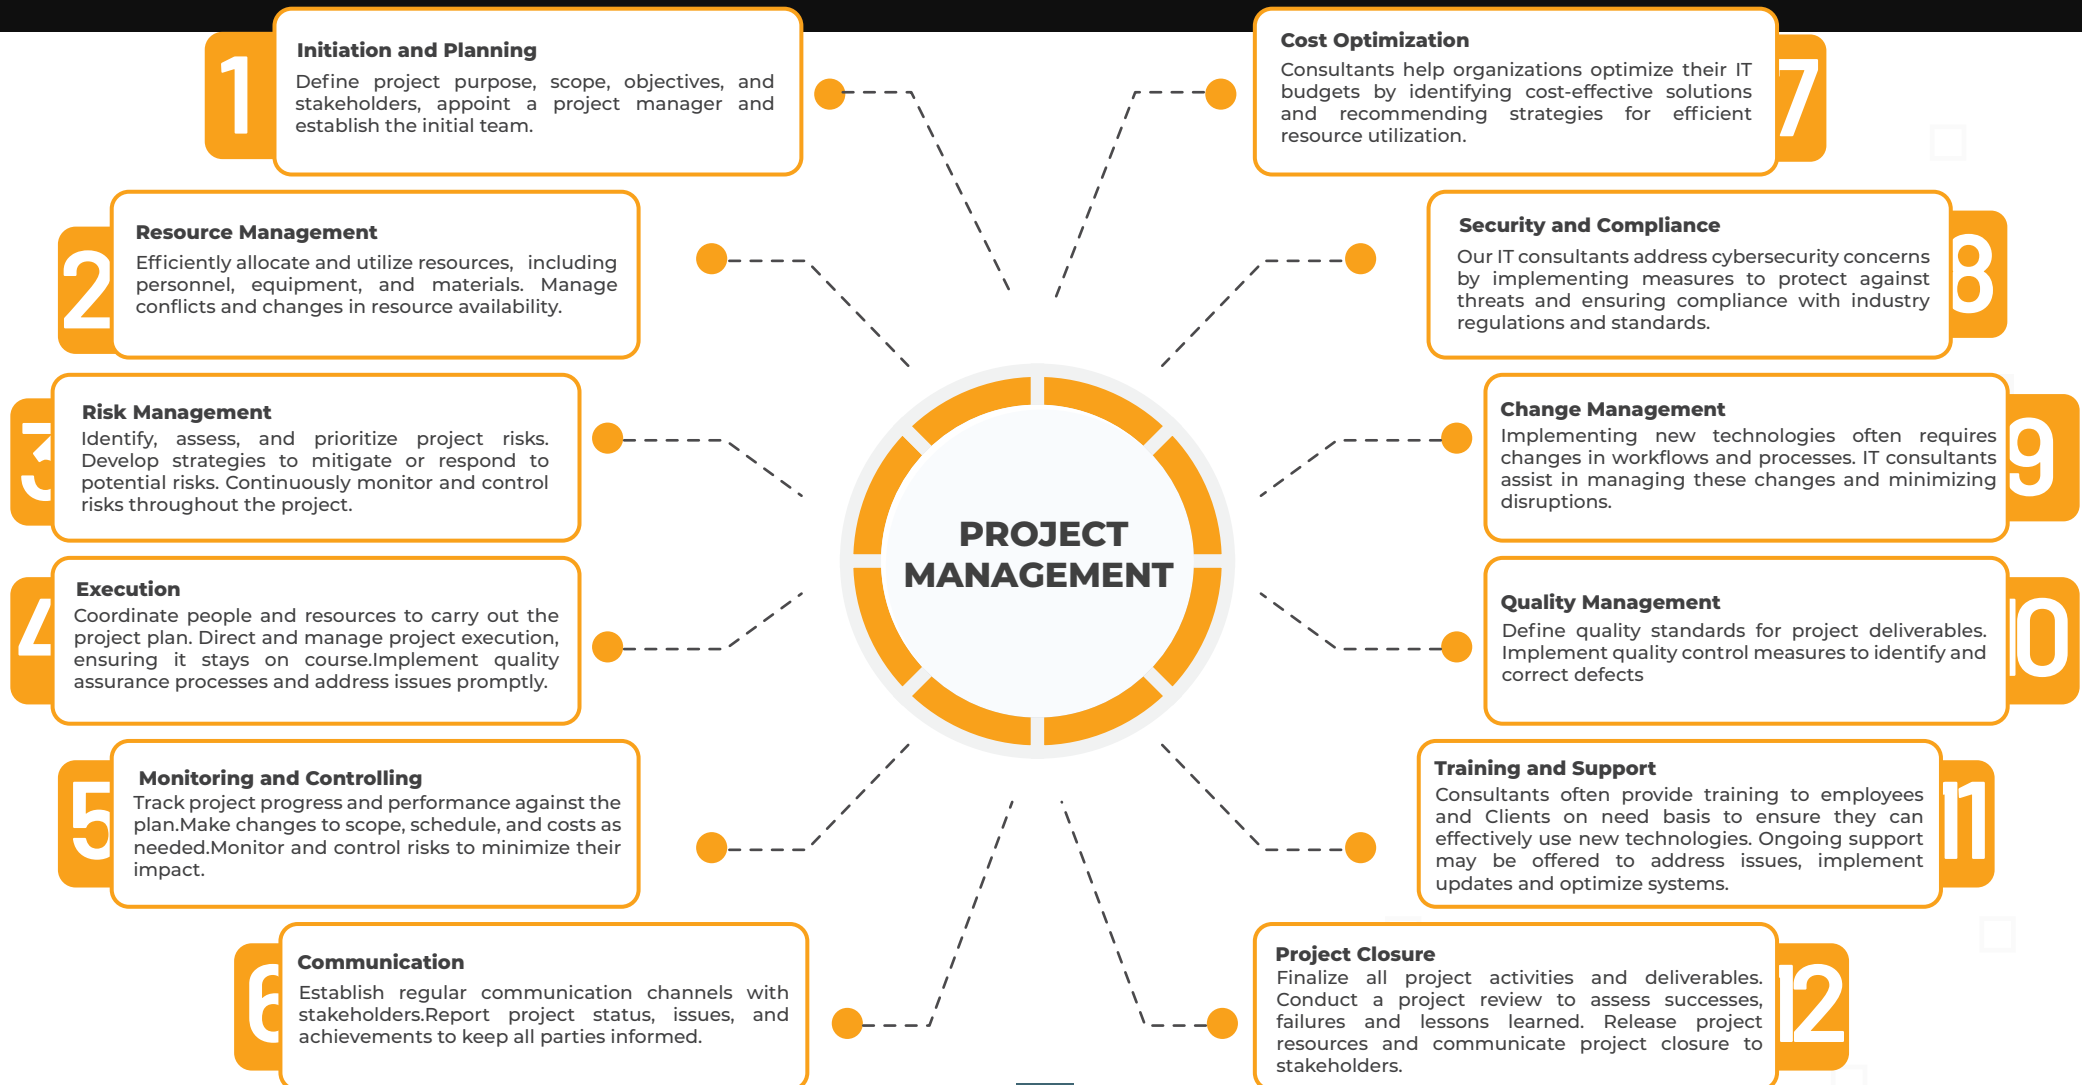 1
Initiation and Planning
Define project purpose, scope, objectives, and
stakeholders, appoint a project manager and
establish the initial team.
2
Resource Management
Efficiently allocate and utilize resources, including
personnel, equipment, and materials. Manage
conflicts and changes in resource availability.
3
Risk Management
Identify, assess, and prioritize project risks.
Develop strategies to mitigate or respond to
potential risks. Continuously monitor and control
risks throughout the project.
4
Execution
Coordinate people and resources to carry out the
project plan. Direct and manage project execution,
ensuring it stays on course.Implement quality
assurance processes and address issues promptly.
5
Monitoring and Controlling
Track project progress and performance against the
plan.Make changes to scope, schedule, and costs as
needed.Monitor and control risks to minimize their
impact.
6
Communication
Establish regular communication channels with
stakeholders.Report project status, issues, and
achievements to keep all parties informed.
PROJECT
MANAGEMENT
7
Cost Optimization
Consultants help organizations optimize their IT
budgets by identifying cost-effective solutions
and recommending strategies for efficient
resource utilization.
8
Security and Compliance
Our IT consultants address cybersecurity concerns
by implementing measures to protect against
threats and ensuring compliance with industry
regulations and standards.
9
Change Management
Implementing new technologies often requires
changes in workflows and processes. IT consultants
assist in managing these changes and minimizing
disruptions.
10
Quality Management
Define quality standards for project deliverables.
Implement quality control measures to identify and
correct defects
11
Training and Support
Consultants often provide training to employees
and Clients on need basis to ensure they can
effectively use new technologies. Ongoing support
may be offered to address issues, implement
updates and optimize systems.
12
Project Closure
Finalize all project activities and deliverables.
Conduct a project review to assess successes,
failures and lessons learned. Release project
resources and communicate project closure to
stakeholders.